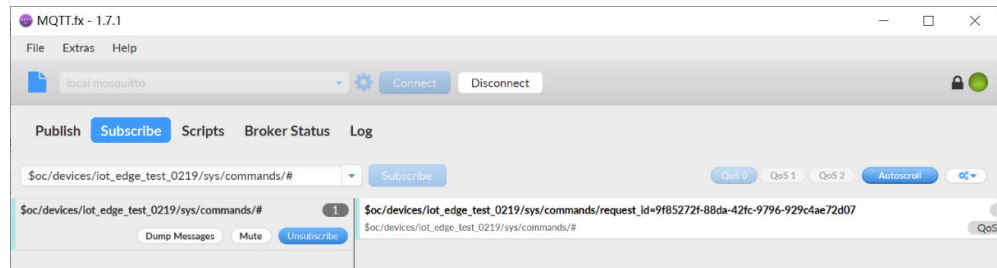 MQTT.fx - 1.7.1
File Extras Help
local mosquitto Connect Disconnect
Publish Subscribe Scripts Broker Status Log
$oc/devices/iot_edge_test_0219/sys/commands/# Subscribe QoS 0 QoS 1 QoS 2 Autoscroll
$oc/devices/iot_edge_test_0219/sys/commands/# 1
Dump Messages Mute Unsubscribe
$oc/devices/iot_edge_test_0219/sys/commands/request_id=9f85272f-88da-42fc-9796-929c4ae72d07
$oc/devices/iot_edge_test_0219/sys/commands/# QoS